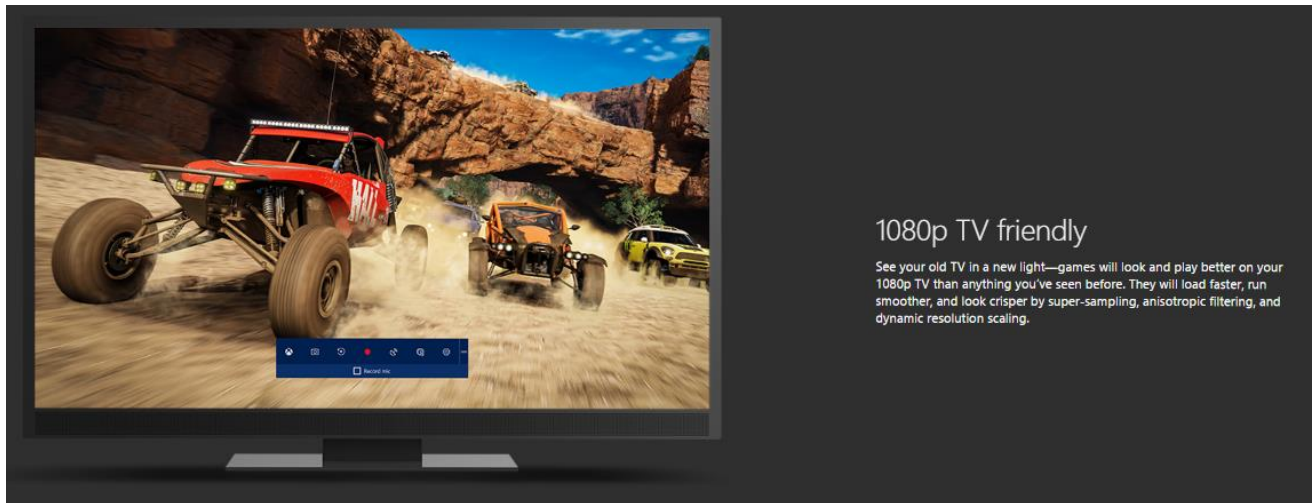 HALL
Record mic
1080p TV friendly
See your old TV in a new light—games will look and play better on your
1080p TV than anything you've seen before. They will load faster, run
smoother, and look crisper by super-sampling, anisotropic filtering, and
dynamic resolution scaling.